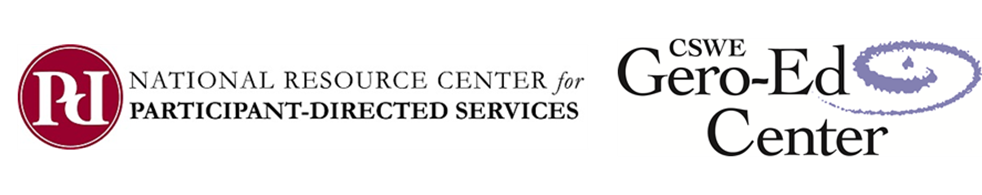 Pd
NATIONAL RESOURCE CENTER for
PARTICIPANT-DIRECTED SERVICES
CSWE
Gero-Ed
Center